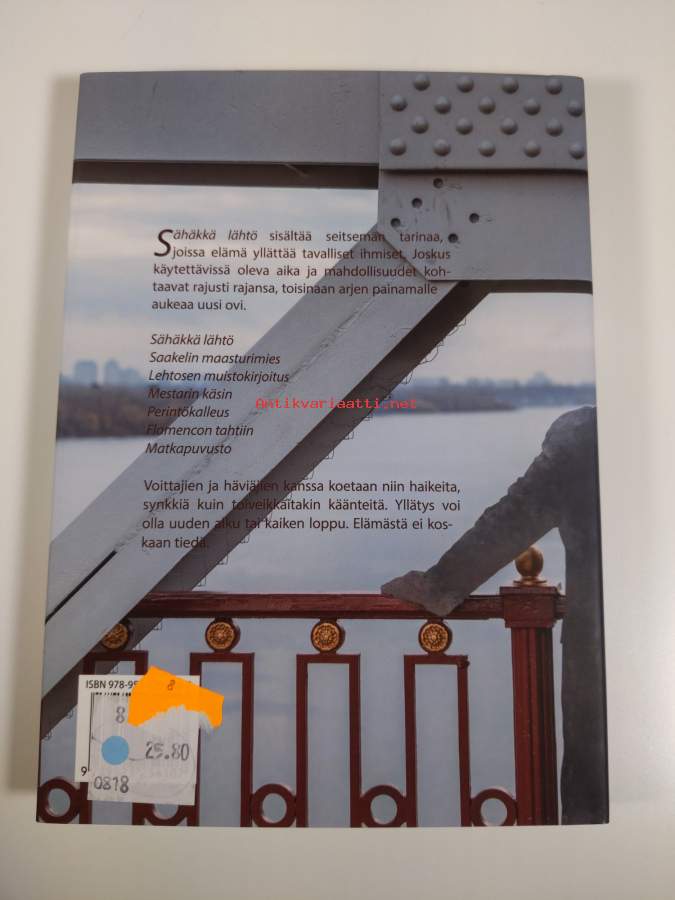 Sähäkkä lähtö sisältää seitsemän tarinaa,
joissa elämä yllättää tavalliset ihmiset. Joskus
käytettävissä oleva aika ja mahdollisuudet koh-
taavat rajusti rajansa, toisinaan arjen painamalle
aukeaa uusi ovi.
Sähäkkä lähtö
Saakelin maasturimies
Lehtosen muistokirjoitus
Mestarin käsin
Antikvariaatti.net
Perintökalleus
Flamencon tahtiin
Matkapuvusto
Voittajien ja häviäjien kanssa koetaan niin haikeita,
synkkiä kuin toiveikkaitakin käänteitä. Yllätys voi
olla uuden alku tai kaiken loppu. Elämästä ei kos-
kaan tiedä.
ISBN 978-95
8
8
25.80
9
0818